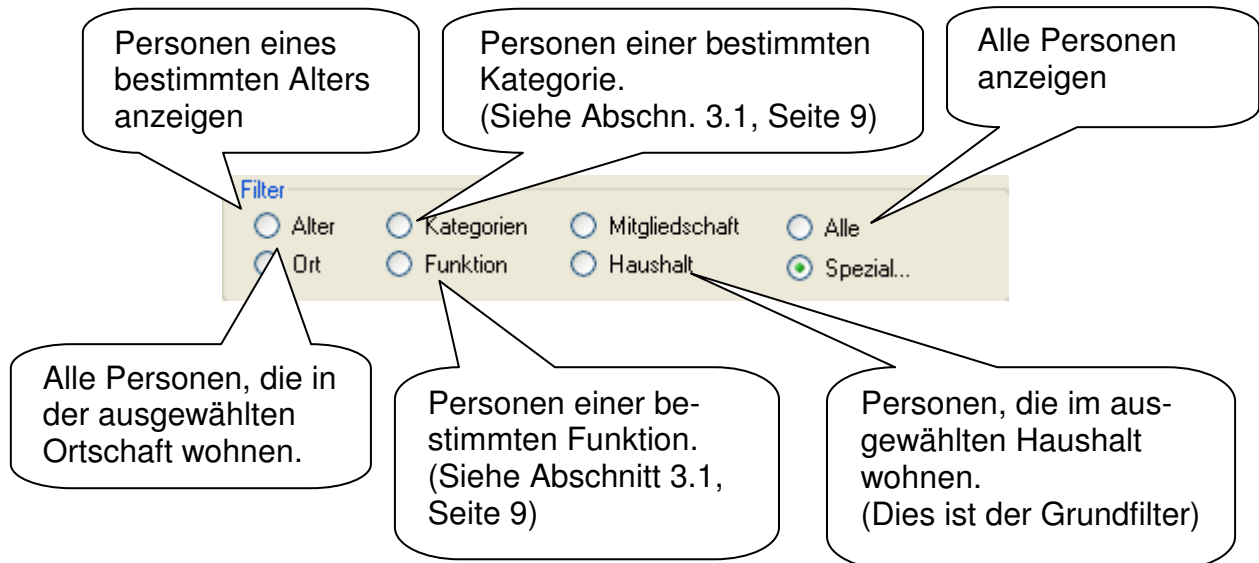 Personen eines
bestimmten Alters
anzeigen
Personen einer bestimmten
Kategorie.
(Siehe Abschn. 3.1, Seite 9)
Alle Personen
anzeigen
Filter
Alter Kategorien Mitgliedschaft Alle
Ort Funktion Haushalt Spezial...
Alle Personen, die in
der ausgewählten
Ortschaft wohnen.
Personen einer be-
stimmten Funktion.
(Siehe Abschnitt 3.1,
Seite 9)
Personen, die im aus-
gewählten Haushalt
wohnen.
(Dies ist der Grundfilter)